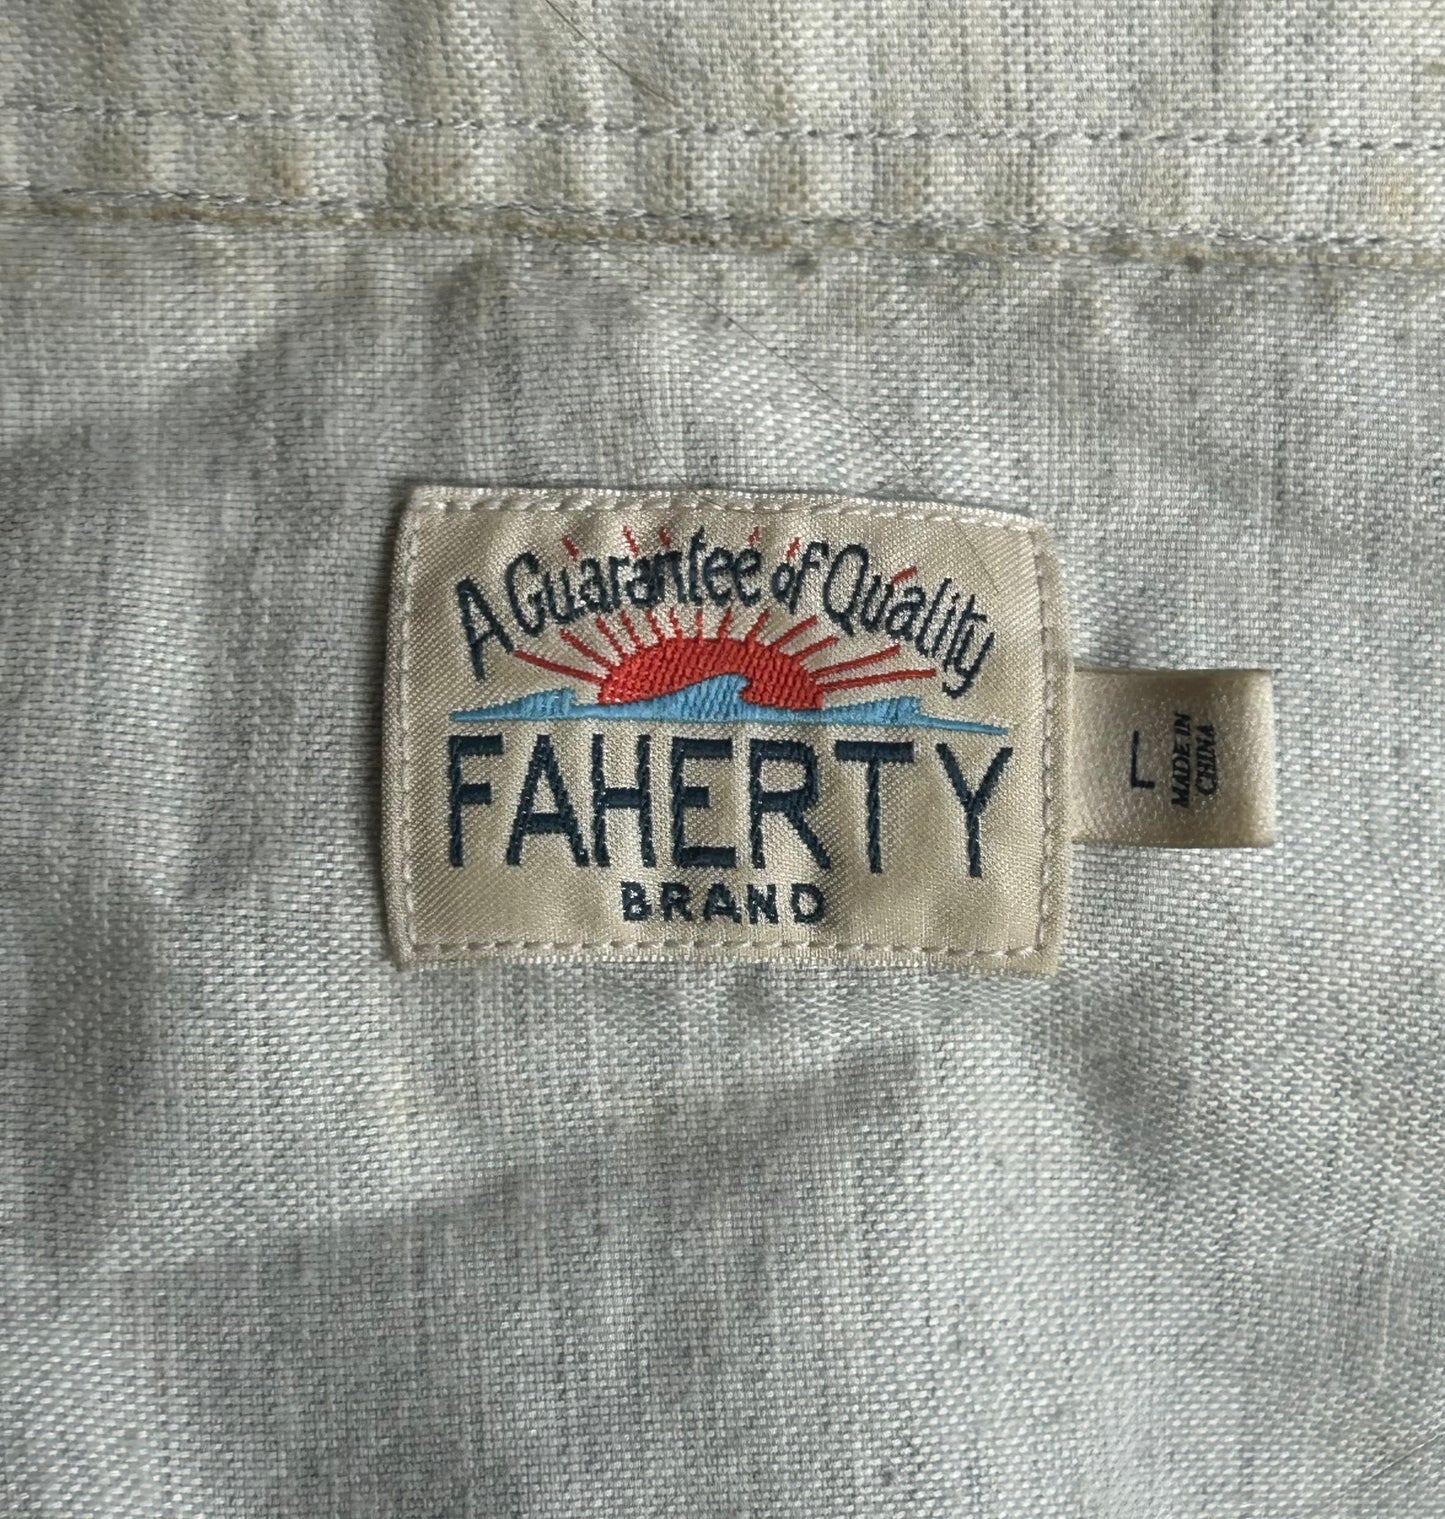 A Guarantee of Quality
FAHERTY
BRAND
L
MADE IN
CHINA